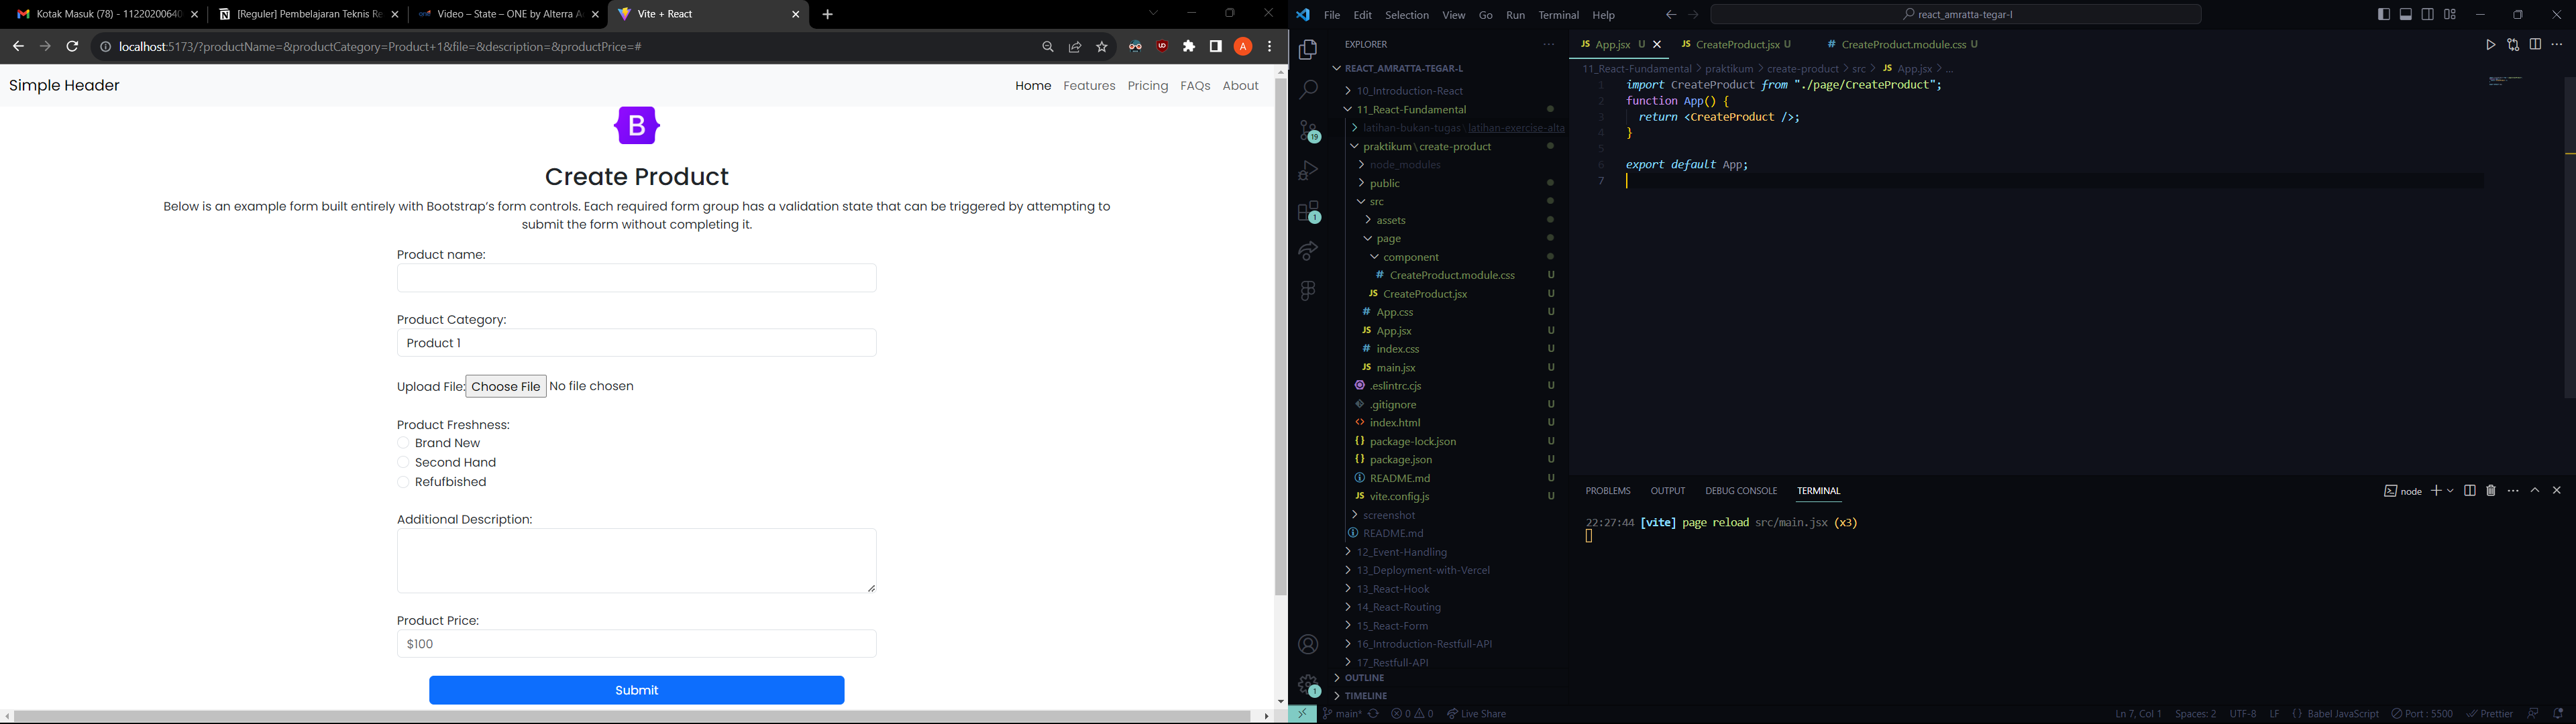 Kotak Masuk (78) - 11220200640
[Reguler] Pembelajaran Teknis Re
Video – State – ONE by Alterra A
Vite + React
localhost:5173/?productName=&productCategory=Product+1&file=&description=&productPrice=#
A
Simple Header
Home Features Pricing FAQs About
B
Create Product
Below is an example form built entirely with Bootstrap's form controls. Each required form group has a validation state that can be triggered by attempting to
submit the form without completing it.
Product name:
Product Category:
Product 1
Upload File: Choose File No file chosen
Product Freshness:
Brand New
Second Hand
Refufbished
Additional Description:
Product Price:
$100
Submit
File Edit Selection View Go Run Terminal Help
react_amratta-tegar-l
EXPLORER
REACT_AMRATTA-TEGAR-L
10_Introduction-React
11_React-Fundamental
latihan-bukan-tugas \ latihan-exercise-alta
praktikum \ create-product
node_modules
public
src
assets
page
component
# CreateProduct.module.css U
JS CreateProduct.jsx U
# App.css U
JS App.jsx U
# index.css U
JS main.jsx U
.eslintrc.cjs U
.gitignore U
<> index.html U
{} package-lock.json U
{} package.json U
README.md U
JS vite.config.js U
screenshot
README.md
12_Event-Handling
13_Deployment-with-Vercel
13_React-Hook
14_React-Routing
15_React-Form
16_Introduction-Restfull-API
17_Restfull-API
OUTLINE
TIMELINE
19
1
1
JS App.jsx U
JS CreateProduct.jsx U
# CreateProduct.module.css U
11_React-Fundamental > praktikum > create-product > src > JS App.jsx > ...
1 import CreateProduct from "./page/CreateProduct";
2 function App() {
3 return <CreateProduct />;
4 }
5
6 export default App;
7
PROBLEMS OUTPUT DEBUG CONSOLE TERMINAL
node
22:27:44 [vite] page reload src/main.jsx (x3)
main* 0 0 Live Share
Ln 7, Col 1 Spaces: 2 UTF-8 LF {} Babel JavaScript Port : 5500 Prettier